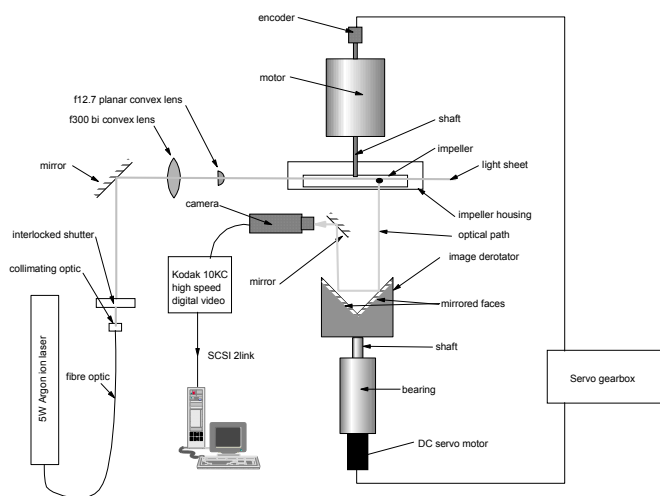 encoder
motor
f12.7 planar convex lens
f300 bi convex lens
shaft
impeller
mirror
light sheet
camera
impeller housing
interlocked shutter
optical path
collimating optic
Kodak 10KC
high speed
digital video
mirror
image derotator
mirrored faces
SCSI 2link
shaft
5W Argon ion laser
fibre optic
bearing
Servo gearbox
DC servo motor